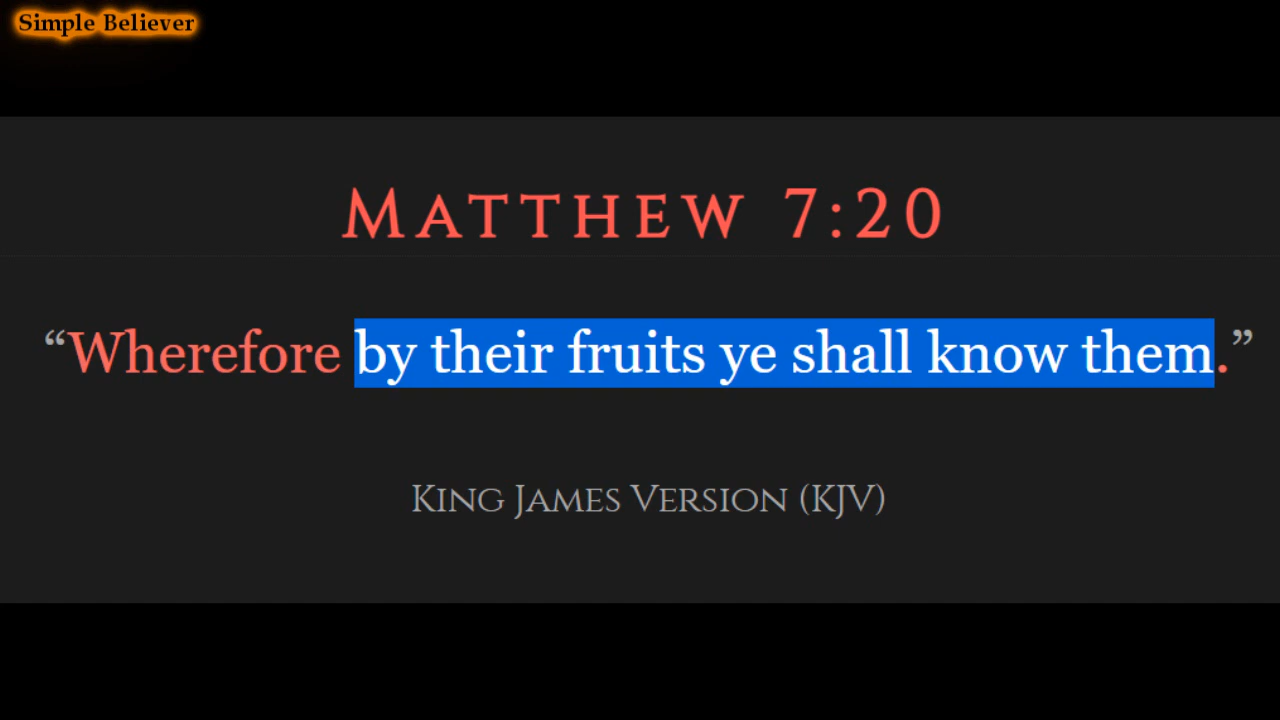 Simple Believer
Matthew 7:20
“Wherefore by their fruits ye shall know them.”
King James Version (KJV)